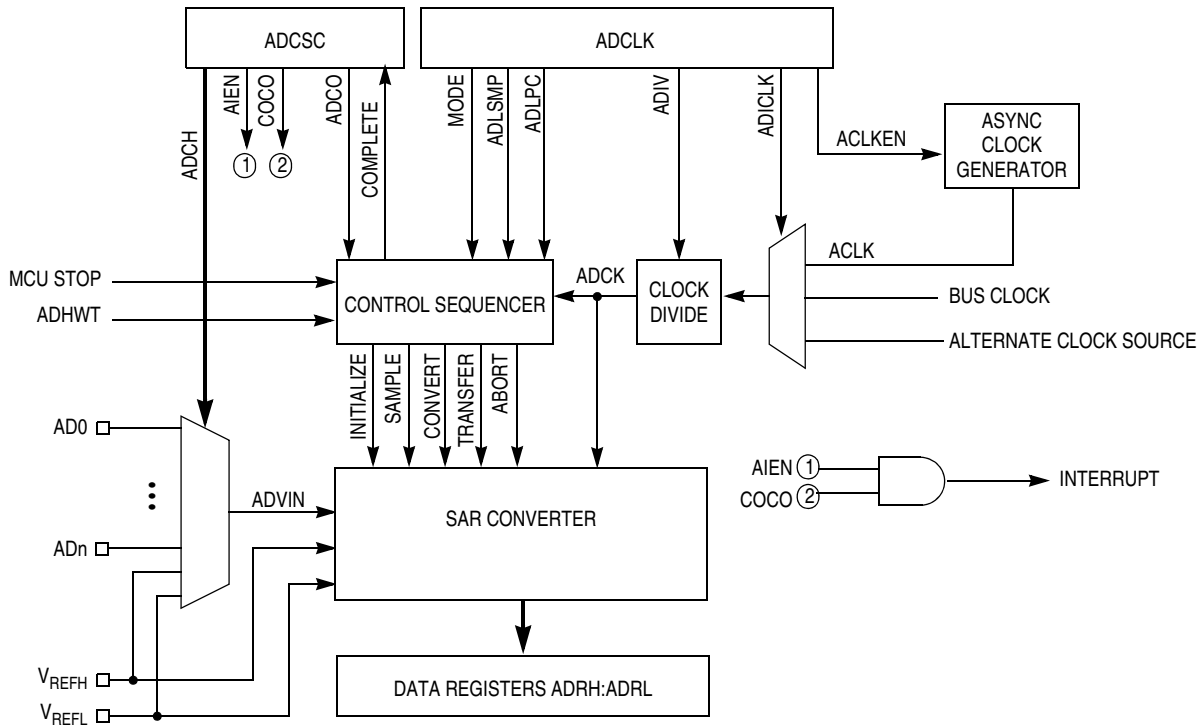 ADCSC
ADCLK
ADCH
AIEN
COCO
ADCO
COMPLETE
MODE
ADLSMP
ADLPC
ADIV
ADICLK
ACLKEN
ASYNC
CLOCK
GENERATOR
1
2
ACLK
MCU STOP
ADHWT
CONTROL SEQUENCER
ADCK
CLOCK
DIVIDE
BUS CLOCK
ALTERNATE CLOCK SOURCE
INITIALIZE
SAMPLE
CONVERT
TRANSFER
ABORT
AD0
•••
ADn
ADVIN
SAR CONVERTER
AIEN 1
COCO 2
INTERRUPT
VREFH
VREFL
DATA REGISTERS ADRH:ADRL